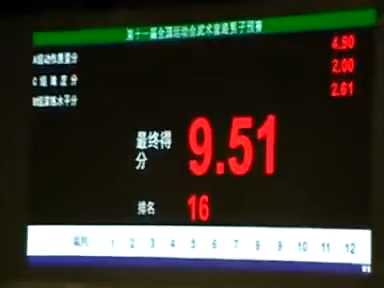 第十一届全国运动会武术套路男子预赛
A组动作质量分 4.90
C 组 难 度 分 2.00
B组演练水平分 2.61
最终得分 9.51
排名 16
裁判: 1 2 3 4 5 6 7 8 9 10 11 12